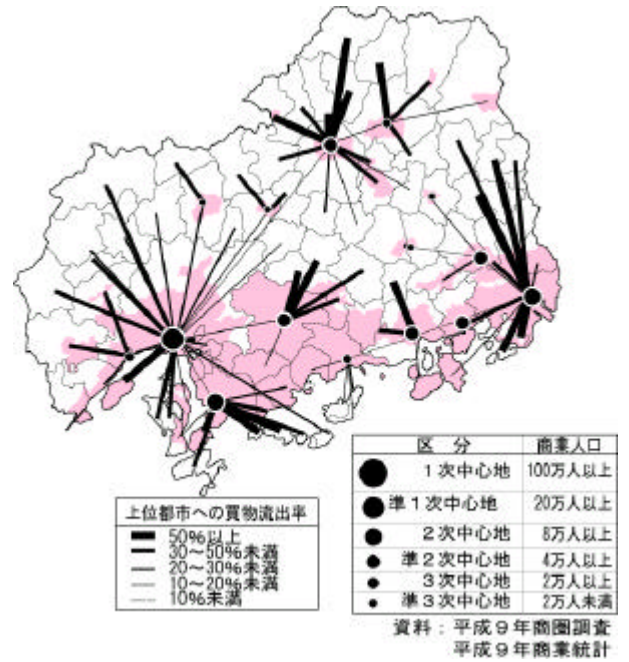 区 分 商業人口
1次中心地 100万人以上
準1次中心地 20万人以上
2次中心地 8万人以上
準2次中心地 4万人以上
3次中心地 2万人以上
準3次中心地 2万人未満
上位都市への買物流出率
50%以上
30～50%未満
20～30%未満
10～20%未満
10%未満
資料：平成9年商圏調査
平成9年商業統計